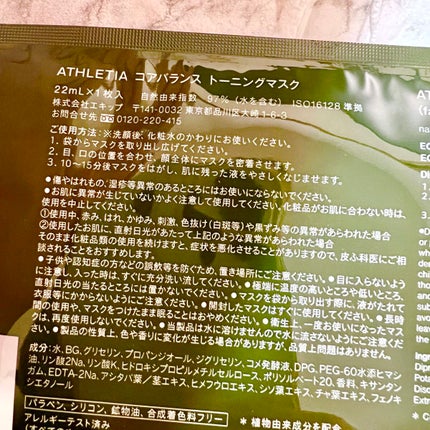 ATHLETIA コアバランス トーニングマスク
22mL×1枚入 自然由来指数 97%(水を含む) ISO16128 準拠
株式会社エキップ 〒141-0032 東京都品川区大崎 1-6-3
お問合せ先 0120-220-415
ご使用方法:※洗顔後、化粧水のかわりにお使いください。
1. 袋からマスクを取り出し広げてください。
2. 目、口の位置を合わせ、顔全体にマスクを密着させます。
3. 10〜15分後マスクをはがし、肌に残った液をやさしくなじませます。
●傷やはれもの、湿疹等異常のあるところにはお使いにならないでください。
●お肌に異常が生じていないかよく注意して使用してください。化粧品がお肌に合わない時は、
使用を中止してください。
①使用中、赤み、はれ、かゆみ、刺激、色抜け(白斑等)や黒ずみ等の異常があらわれた場合
②使用したお肌に、直射日光があたって上記のような異常があらわれた場合
そのまま化粧品類の使用を続けますと、症状を悪化させることがありますので、皮ふ科医にご相
談されることをおすすめします。
●子供や認知症の方などの誤飲等を防ぐため、置き場所にご注意ください。●目に入らないよう
に注意し、入った時は、すぐに充分洗い流してください。●極端に温度の高いところや低いところ、
直射日光の当たるところには置かないでください。●マスクを袋から取り出す際に、液がたれて
衣服等にかからないようにご注意ください。●開封したマスクはすぐに使用してください。●長時
間の使用や、マスクをつけたまま眠ることはおやめください。●衛生上、一度お使いになったマス
クは、再度使用しないでください。●当製品は水に溶けませんので水に流さないようにご注意くだ
さい。●製品の性質上、色や香りに変化が生じる場合がありますが、品質上問題はありません。
成分:水、BG、グリセリン、プロパンジオール、ジグリセリン、コメ発酵液、DPG、PEG-60水添ヒマシ
油、リン酸2Na、リン酸K、ヒドロキシプロピルメチルセルロース、ポリソルベート20、香料、キサンタン
ガム、EDTA-2Na、アシタバ葉/茎エキス、ヒメフウロエキス、シソ葉エキス、チャ葉エキス、フェノキ
シエタノール
パラベン、シリコン、鉱物油、合成着色料フリー
アレルギーテスト済み
＊ 植物由来成分を配合